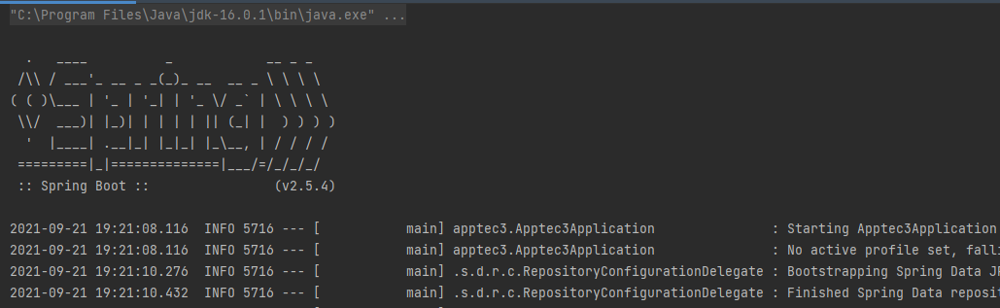 "C:\Program Files\Java\jdk-16.0.1\bin\java.exe" ...
  .   ____          _            __ _ _
 /\\ / ___'_ __ _ _(_)_ __  __ _ \ \ \ \
( ( )\___ | '_ | '_| | '_ \/ _` | \ \ \ \
 \\/  ___)| |_)| | | | | || (_| |  ) ) ) )
  '  |____| .__|_| |_|_| |_\__, | / / / /
 =========|_|==============|___/=/_/_/_/
 :: Spring Boot ::                (v2.5.4)
2021-09-21 19:21:08.116  INFO 5716 --- [           main] apptec3.Apptec3Application               : Starting Apptec3Application
2021-09-21 19:21:08.116  INFO 5716 --- [           main] apptec3.Apptec3Application               : No active profile set, falli
2021-09-21 19:21:10.276  INFO 5716 --- [           main] .s.d.r.c.RepositoryConfigurationDelegate : Bootstrapping Spring Data JP
2021-09-21 19:21:10.432  INFO 5716 --- [           main] .s.d.r.c.RepositoryConfigurationDelegate : Finished Spring Data reposit